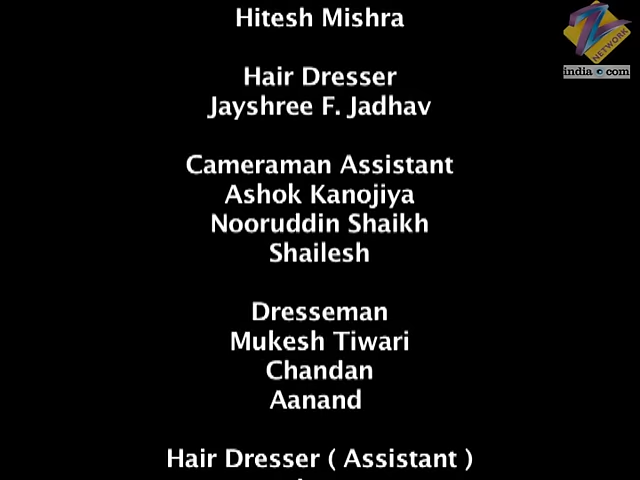 Hitesh Mishra
Z
NETWORK
india com
Hair Dresser
Jayshree F. Jadhav
Cameraman Assistant
Ashok Kanojiya
Nooruddin Shaikh
Shailesh
Dresseman
Mukesh Tiwari
Chandan
Aanand
Hair Dresser ( Assistant )